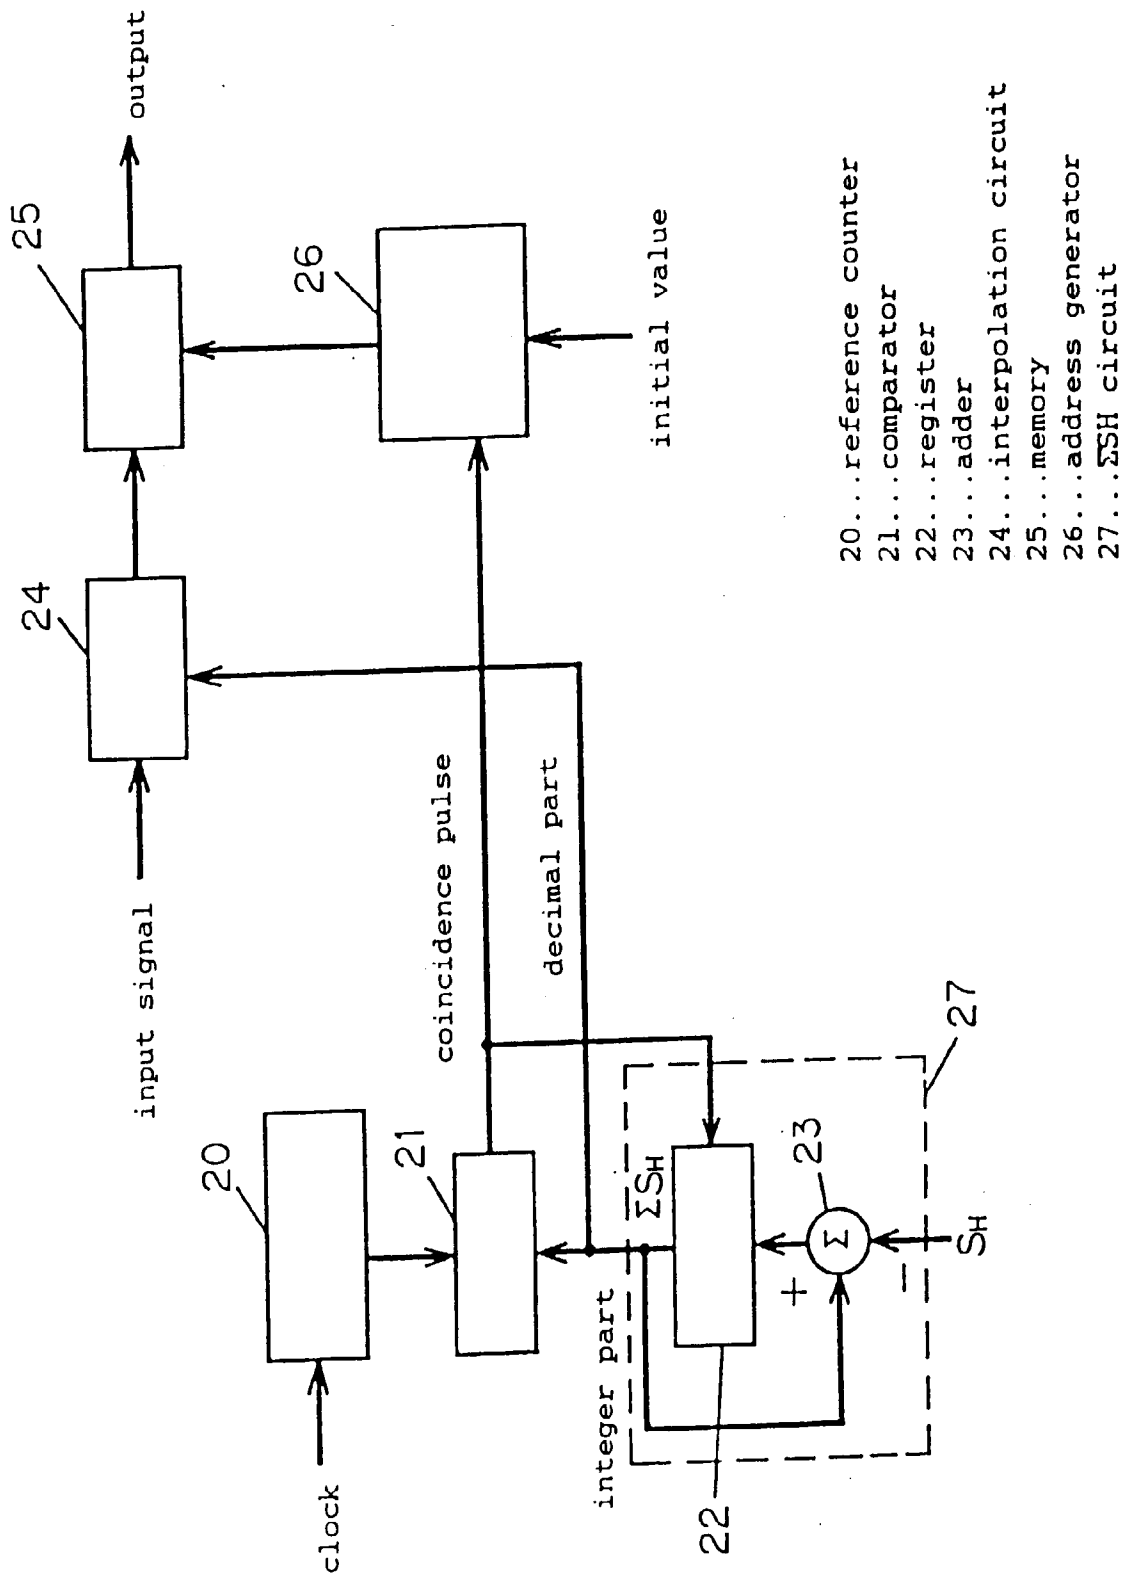 output
25
26
initial value
24
input signal
coincidence pulse
decimal part
20
21
clock
integer part
ΣSH
22
23
Σ
+
−
SH
27
20...reference counter
21...comparator
22...register
23...adder
24...interpolation circuit
25...memory
26...address generator
27...ΣSH circuit